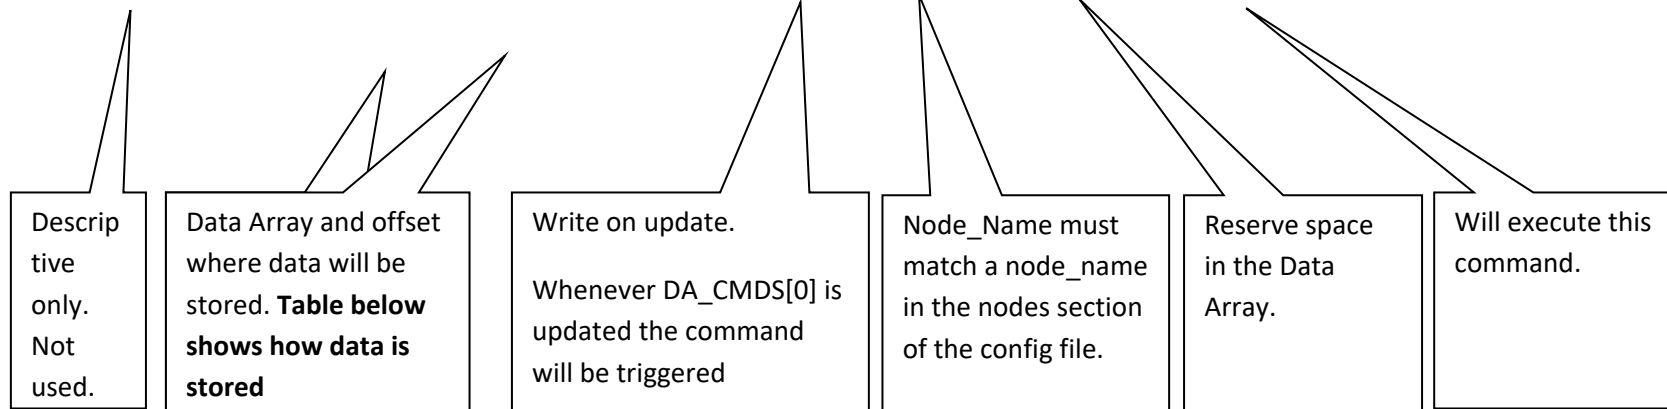 Descrip
tive
only.
Not
used.
Data Array and offset
where data will be
stored. Table below
shows how data is
stored
Write on update.
Whenever DA_CMDS[0] is
updated the command
will be triggered
Node_Name must
match a node_name
in the nodes section
of the config file.
Reserve space
in the Data
Array.
Will execute this
command.